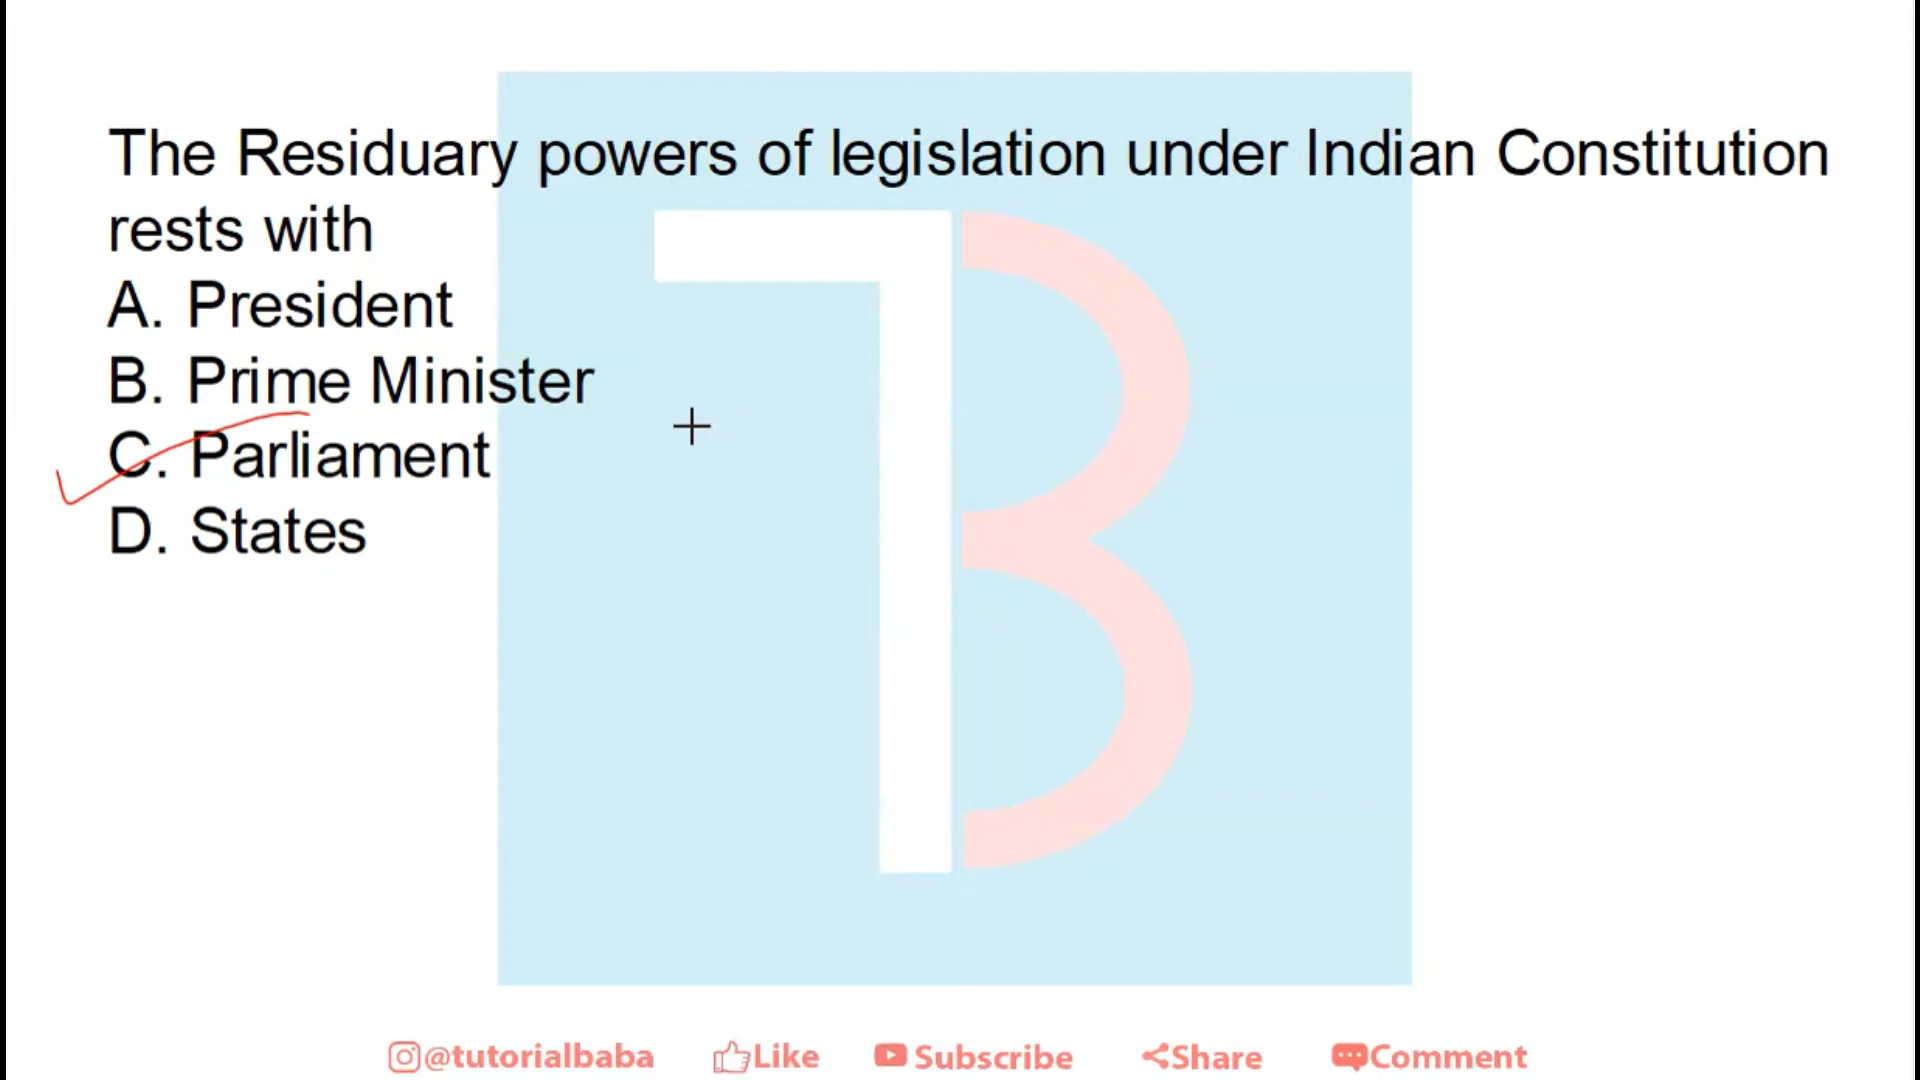 The Residuary powers of legislation under Indian Constitution
rests with
A. President
B. Prime Minister
C. Parliament
D. States
@tutorialbaba Like Subscribe Share Comment